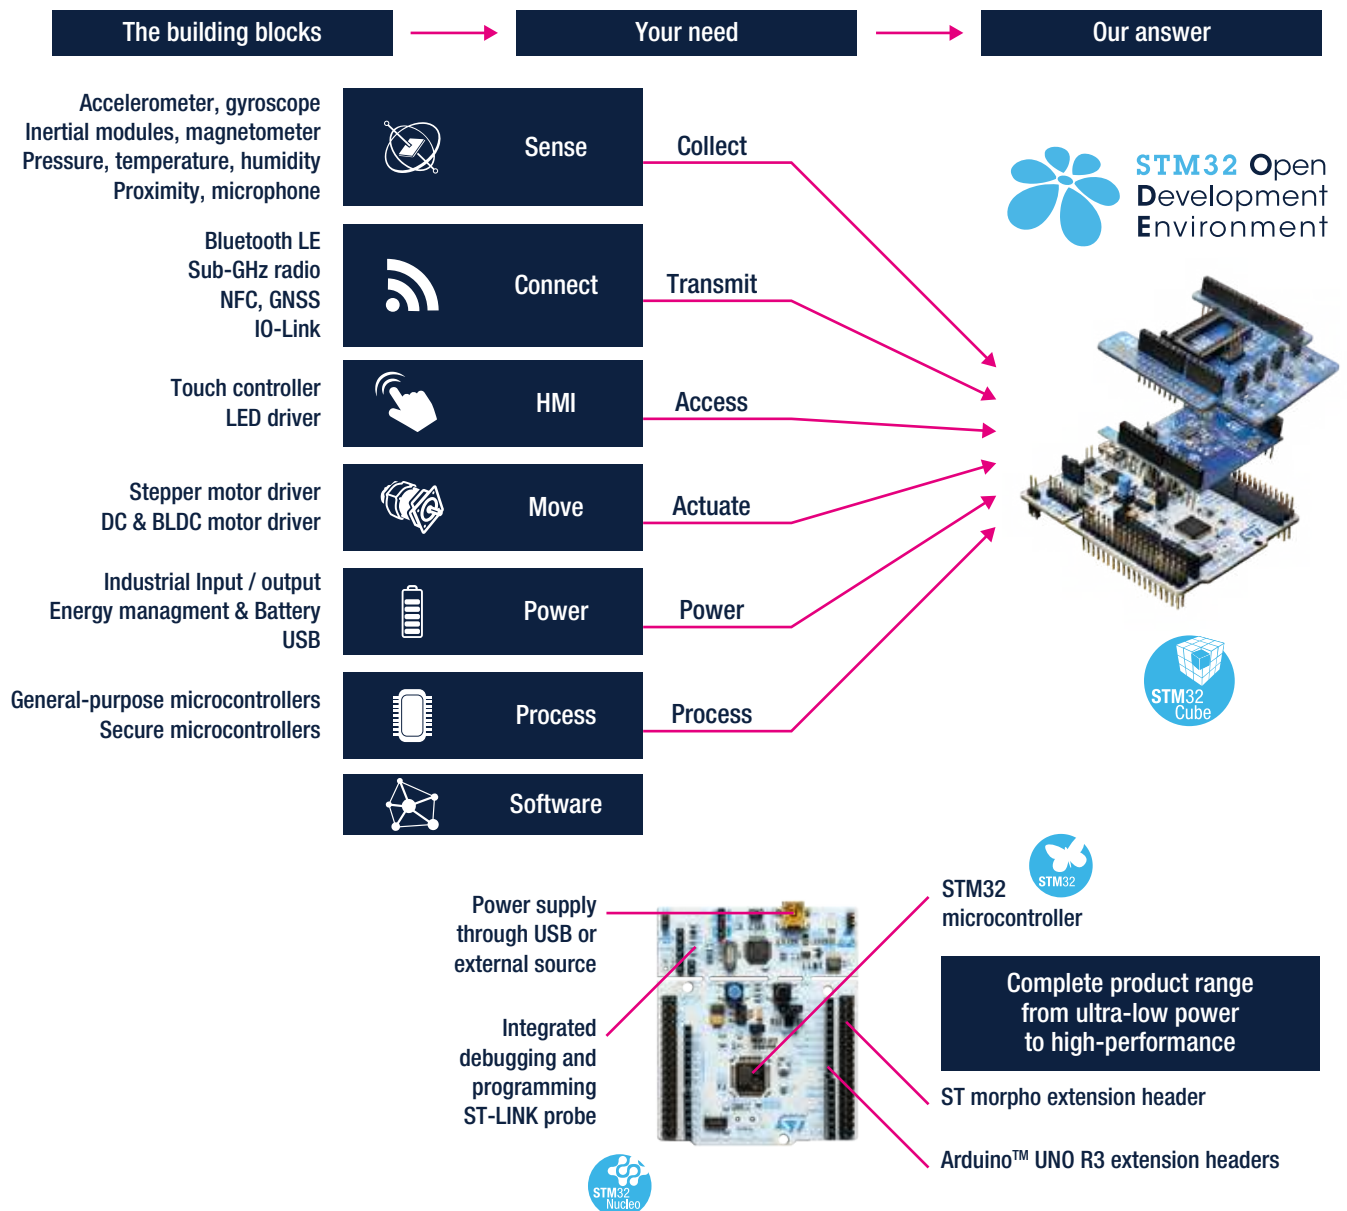 The building blocks
Your need
Our answer
Accelerometer, gyroscope
Inertial modules, magnetometer
Pressure, temperature, humidity
Proximity, microphone
Sense
Collect
STM32 Open
Development
Environment
Bluetooth LE
Sub-GHz radio
NFC, GNSS
IO-Link
Connect
Transmit
Touch controller
LED driver
HMI
Access
Stepper motor driver
DC & BLDC motor driver
Move
Actuate
Industrial Input / output
Energy managment & Battery
USB
Power
Power
STM32
Cube
General-purpose microcontrollers
Secure microcontrollers
Process
Process
Software
STM32
Power supply
through USB or
external source
STM32
microcontroller
Complete product range
from ultra-low power
to high-performance
Integrated
debugging and
programming
ST-LINK probe
ST morpho extension header
Arduino™ UNO R3 extension headers
STM32
Nucleo